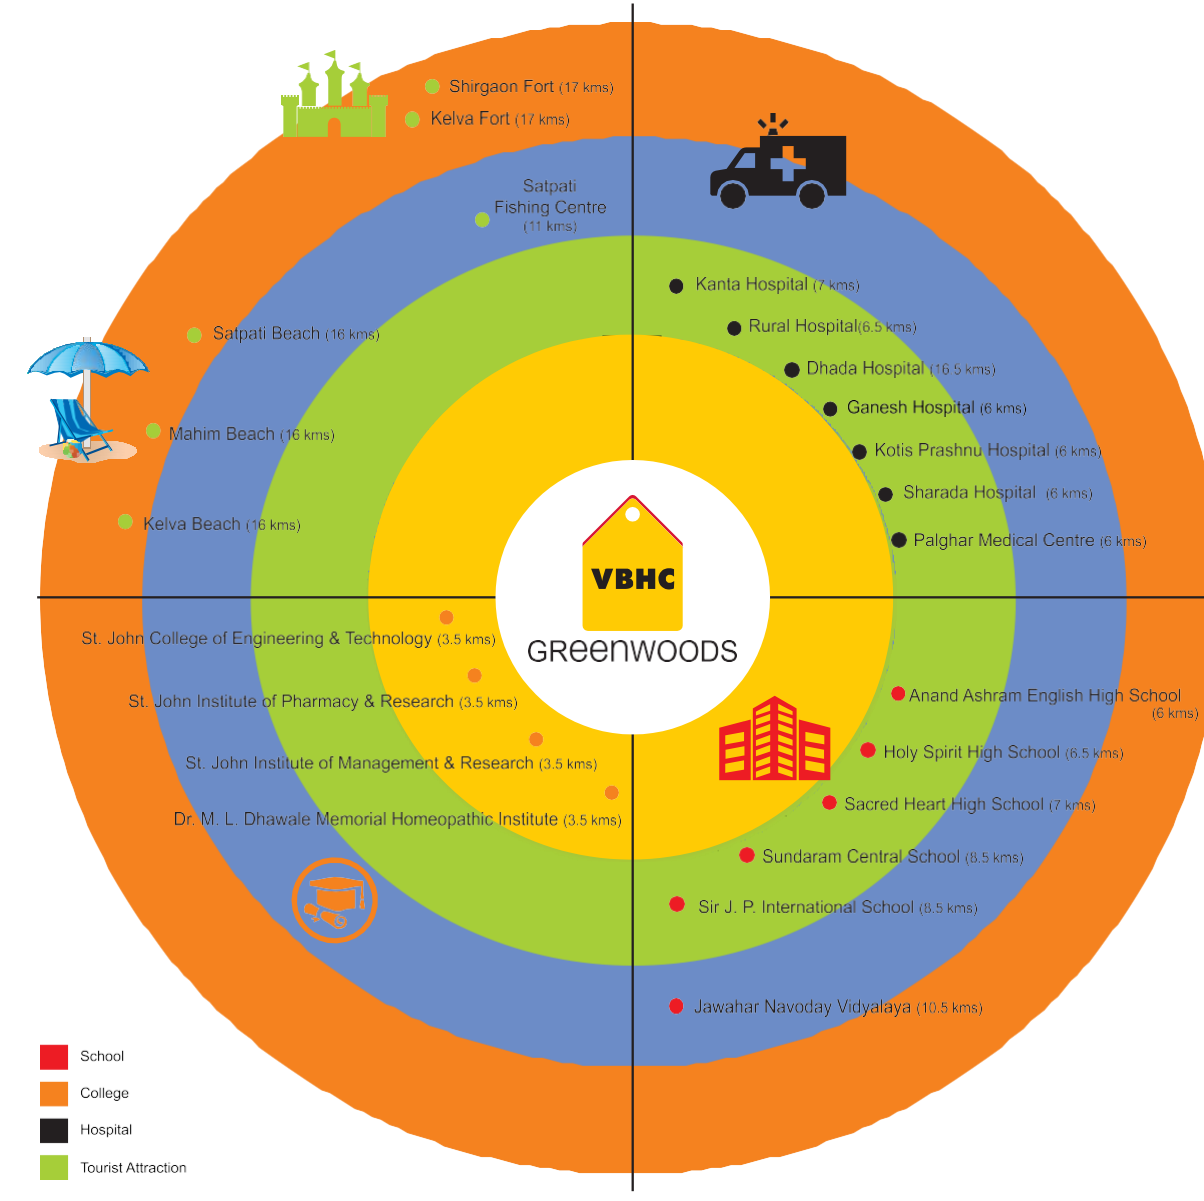 Shirgaon Fort (17 kms)
Kelva Fort (17 kms)
Satpati
Fishing Centre
(11 kms)
Kanta Hospital (7 kms)
Rural Hospital(6.5 kms)
Satpati Beach (16 kms)
Dhada Hospital (16 5 kms)
Ganesh Hospital (6 kms)
Mahim Beach (16 kms)
Kotis Prashnu Hospital (6 kms)
Sharada Hospital (6 kms)
Kelva Beach (16 kms)
Palghar Medical Centre (6 kms)
VBHC
GReeNWOODS
St. John College of Engineering & Technology (3.5 kms)
St. John Institute of Pharmacy & Research (3.5 kms)
St. John Institute of Management & Research (3.5 kms)
Dr. M. L. Dhawale Memorial Homeopathic Institute (3.5 kms)
Anand Ashram English High School
(6 kms)
Holy Spirit High School (6.5 kms)
Sacred Heart High School (7 kms)
Sundaram Central School (8.5 kms)
Sir J. P. International School (8.5 kms)
Jawahar Navoday Vidyalaya (10.5 kms)
School
College
Hospital
Tourist Attraction